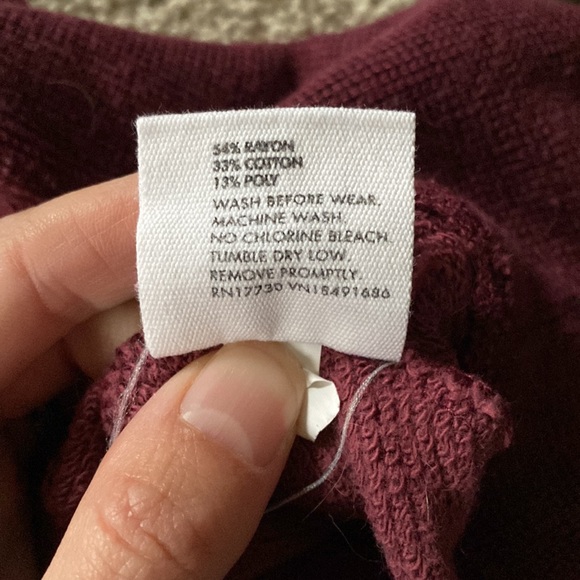 54% RAYON
33% COTTON
13% POLY
WASH BEFORE WEAR.
MACHINE WASH.
NO CHLORINE BLEACH.
TUMBLE DRY LOW.
REMOVE PROMPTLY.
RN17730 VN18491686